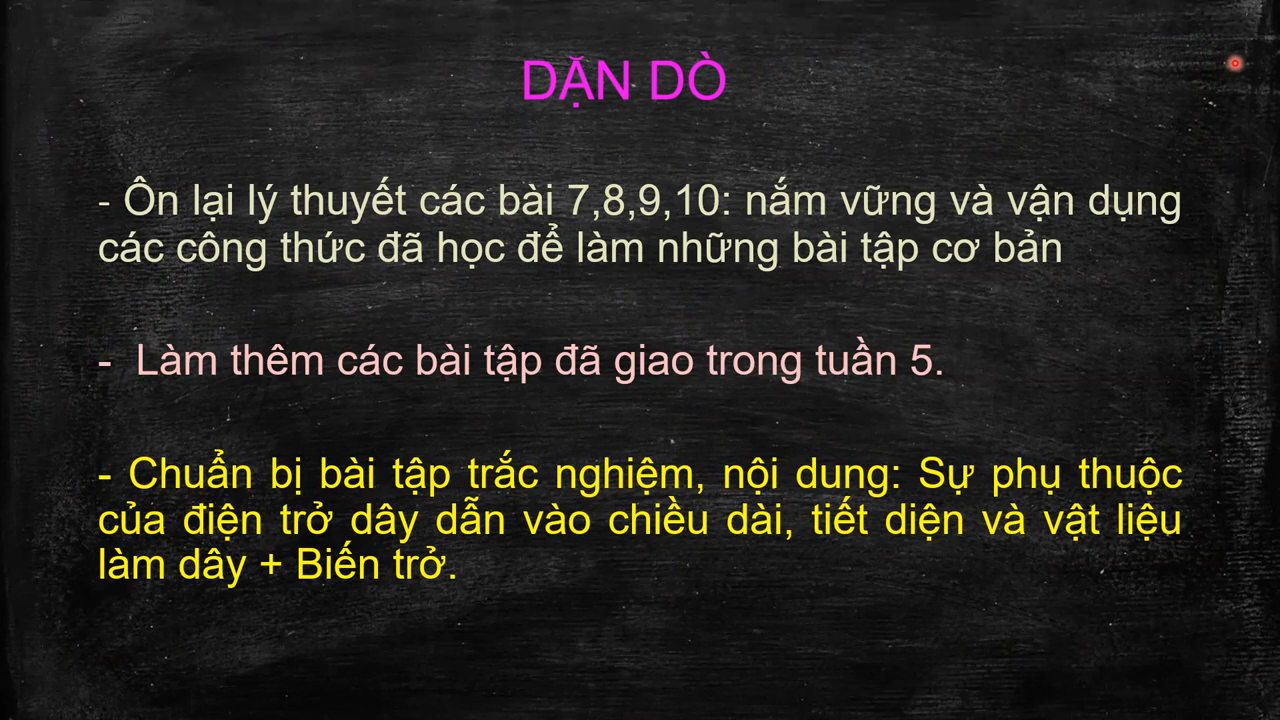 DẶN DÒ
- Ôn lại lý thuyết các bài 7,8,9,10: nắm vững và vận dụng
các công thức đã học để làm những bài tập cơ bản
- Làm thêm các bài tập đã giao trong tuần 5.
- Chuẩn bị bài tập trắc nghiệm, nội dung: Sự phụ thuộc
của điện trở dây dẫn vào chiều dài, tiết diện và vật liệu
làm dây + Biến trở.